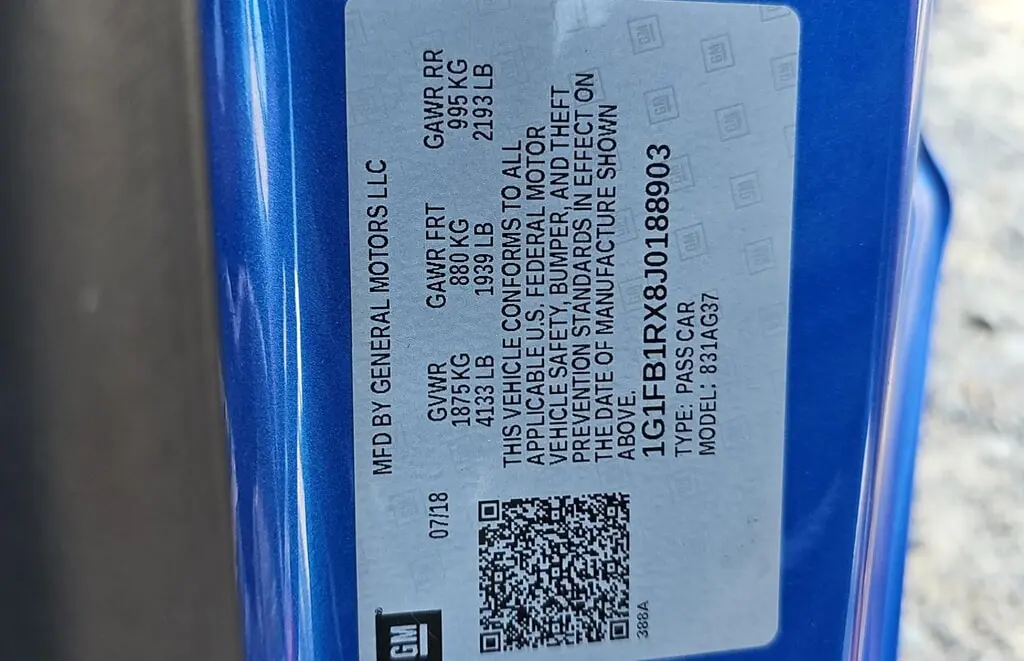 MFD BY GENERAL MOTORS LLC
07/18 GVWR GAWR FRT GAWR RR
1875 KG 880 KG 995 KG
4133 LB 1939 LB 2193 LB
THIS VEHICLE CONFORMS TO ALL
APPLICABLE U.S. FEDERAL MOTOR
VEHICLE SAFETY, BUMPER, AND THEFT
PREVENTION STANDARDS IN EFFECT ON
THE DATE OF MANUFACTURE SHOWN
ABOVE.
1G1FB1RX8J0188903
TYPE: PASS CAR
MODEL: 831AG37
GM
388A